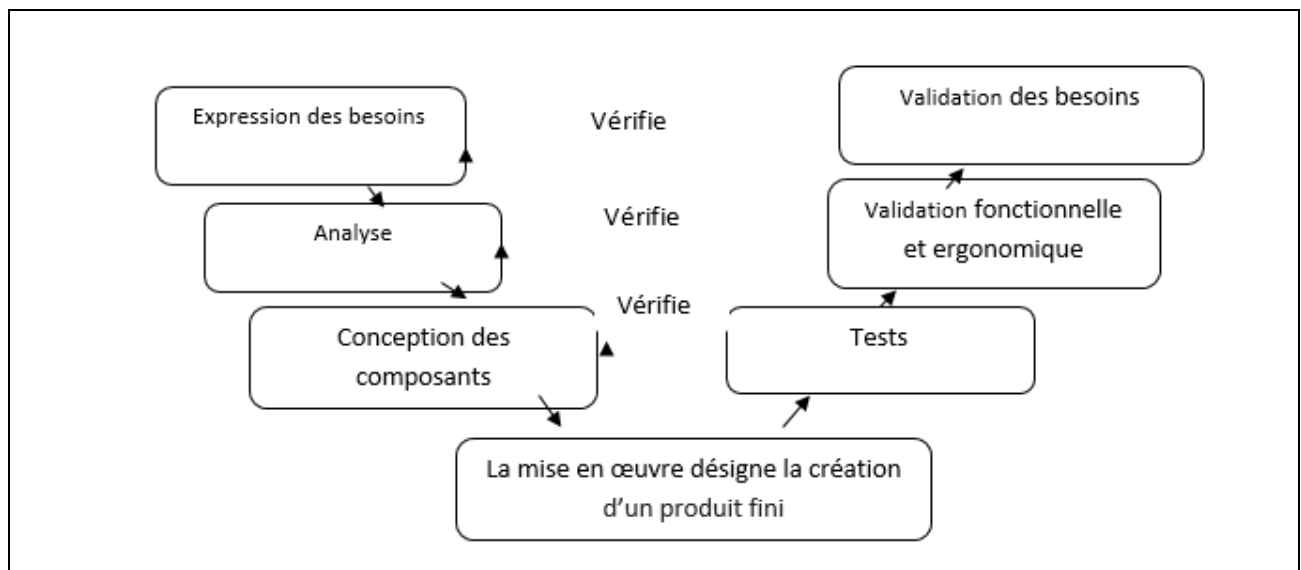 Expression des besoins
Vérifie
Validation des besoins
Analyse
Vérifie
Validation fonctionnelle
et ergonomique
Conception des
composants
Vérifie
Tests
La mise en œuvre désigne la création
d'un produit fini